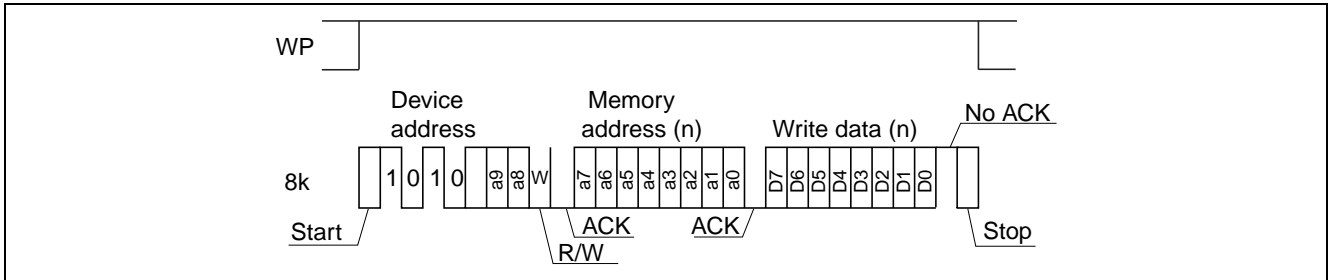 WP
Device
address
Memory
address (n)
Write data (n)
No ACK
8k
1 0 1 0 a9 a8 W a7 a6 a5 a4 a3 a2 a1 a0 D7 D6 D5 D4 D3 D2 D1 D0
Start
ACK
ACK
Stop
R/W